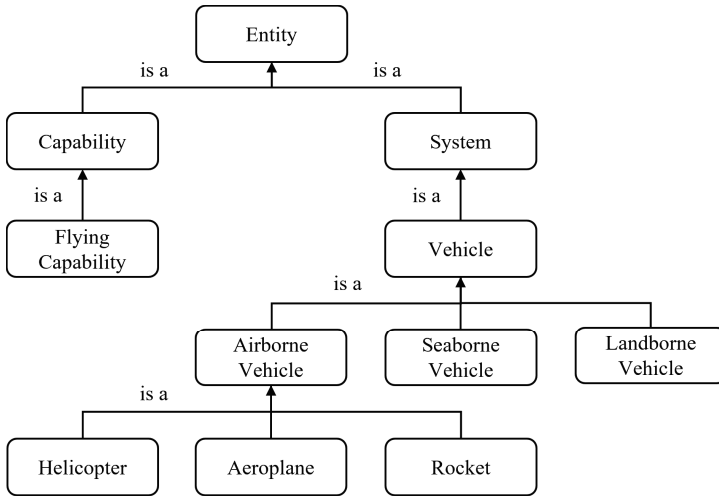 Entity
is a
is a
Capability
System
is a
is a
Flying
Capability
Vehicle
is a
Airborne
Vehicle
Seaborne
Vehicle
Landborne
Vehicle
is a
Helicopter
Aeroplane
Rocket